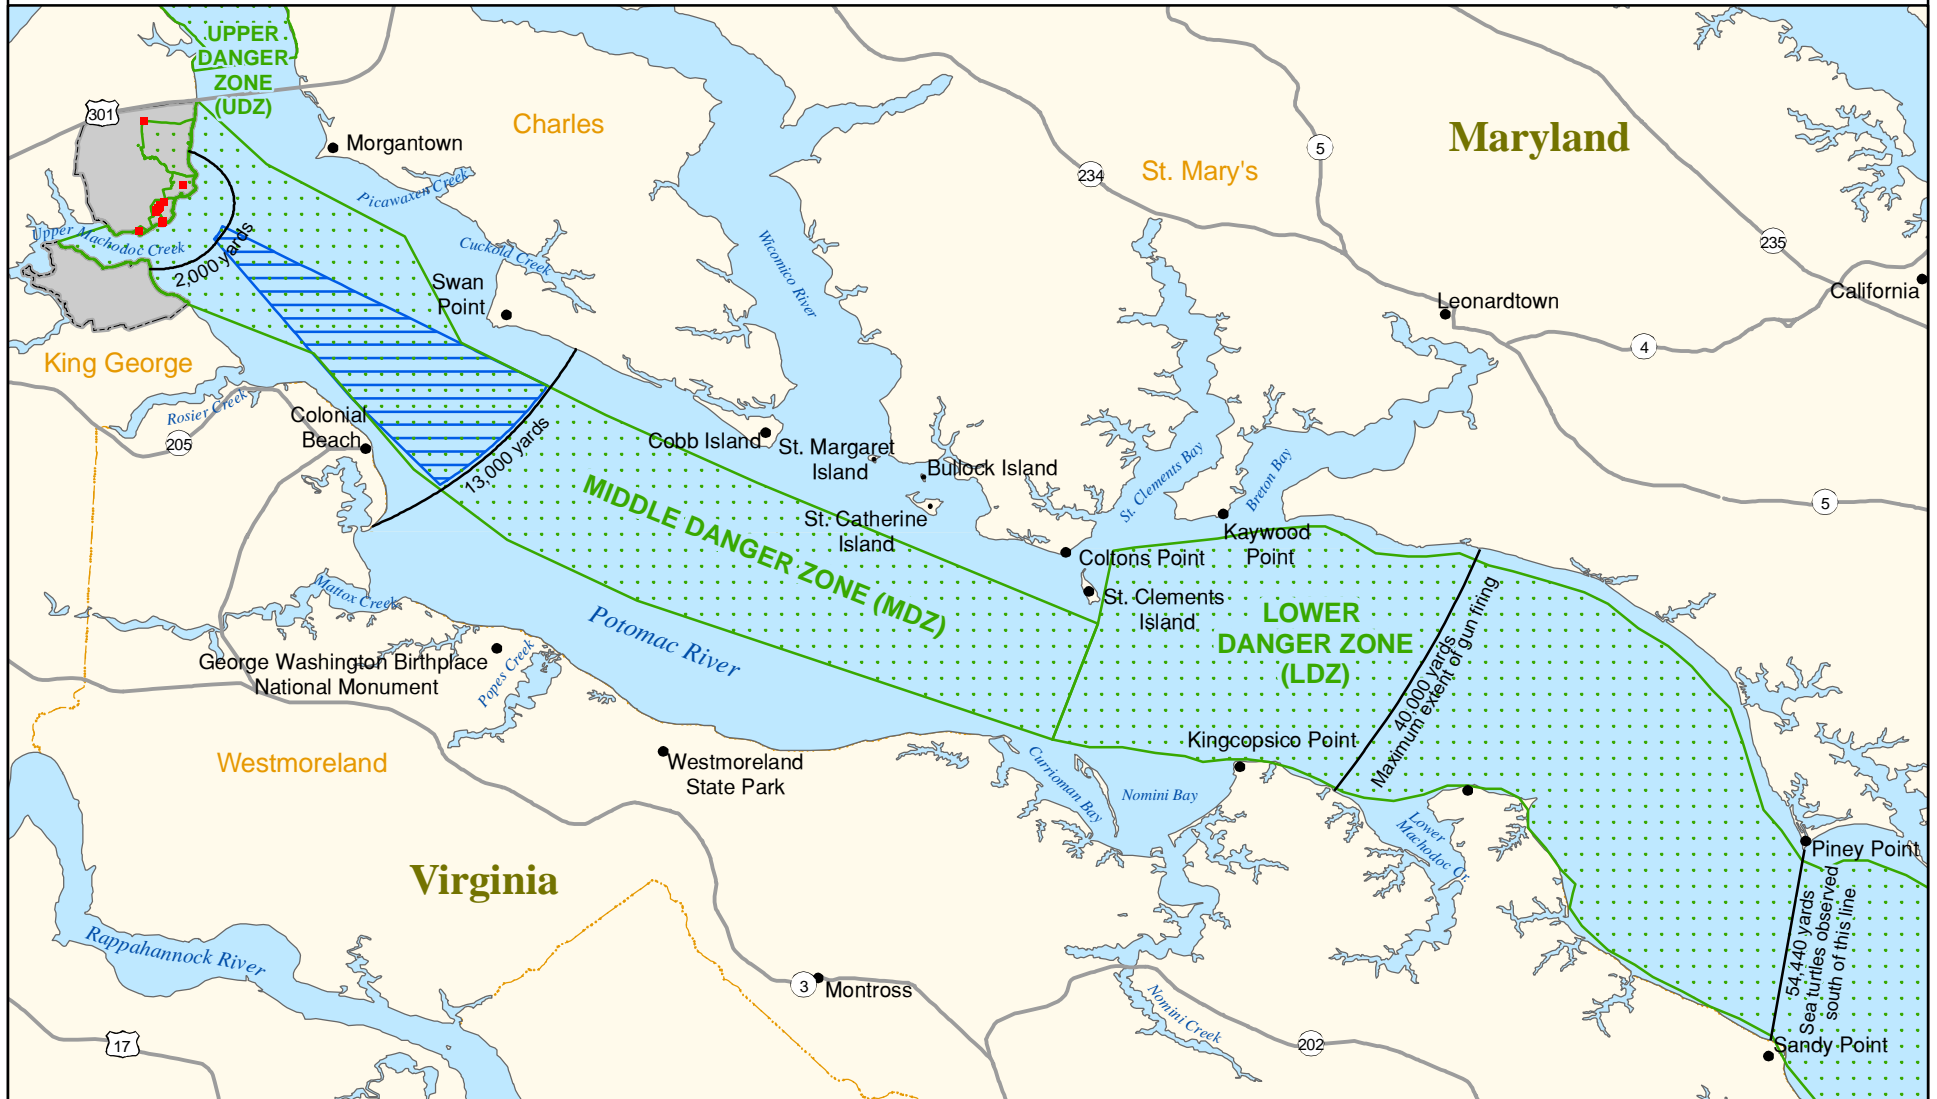 UPPER
DANGER
ZONE
(UDZ)
301
Morgantown
Charles
Maryland
5
234
St. Mary's
Picawaxen Creek
Upper Machodoc Creek
2,000 yards
Cuckold Creek
Wicomico River
235
Swan
Point
California
Leonardtown
4
King George
Rosier Creek
205
Colonial
Beach
13,000 yards
Cobb Island
St. Margaret
Island
Bullock Island
St. Clements Bay
Breton Bay
5
MIDDLE DANGER ZONE (MDZ)
St. Catherine
Island
Kaywood
Point
Coltons Point
St. Clements
Island
LOWER
DANGER ZONE
(LDZ)
40,000 yards
Maximum extent of gun firing
Mattox Creek
Potomac River
George Washington Birthplace
National Monument
Popes Creek
Westmoreland
Westmoreland
State Park
Kingcopsico Point
Currioman Bay
Nomini Bay
Lower
Machodoc Cr.
Piney Point
54,440 yards
Sea turtles observed
south of this line
Virginia
Rappahannock River
3
Montross
Nomini Creek
17
202
Sandy Point